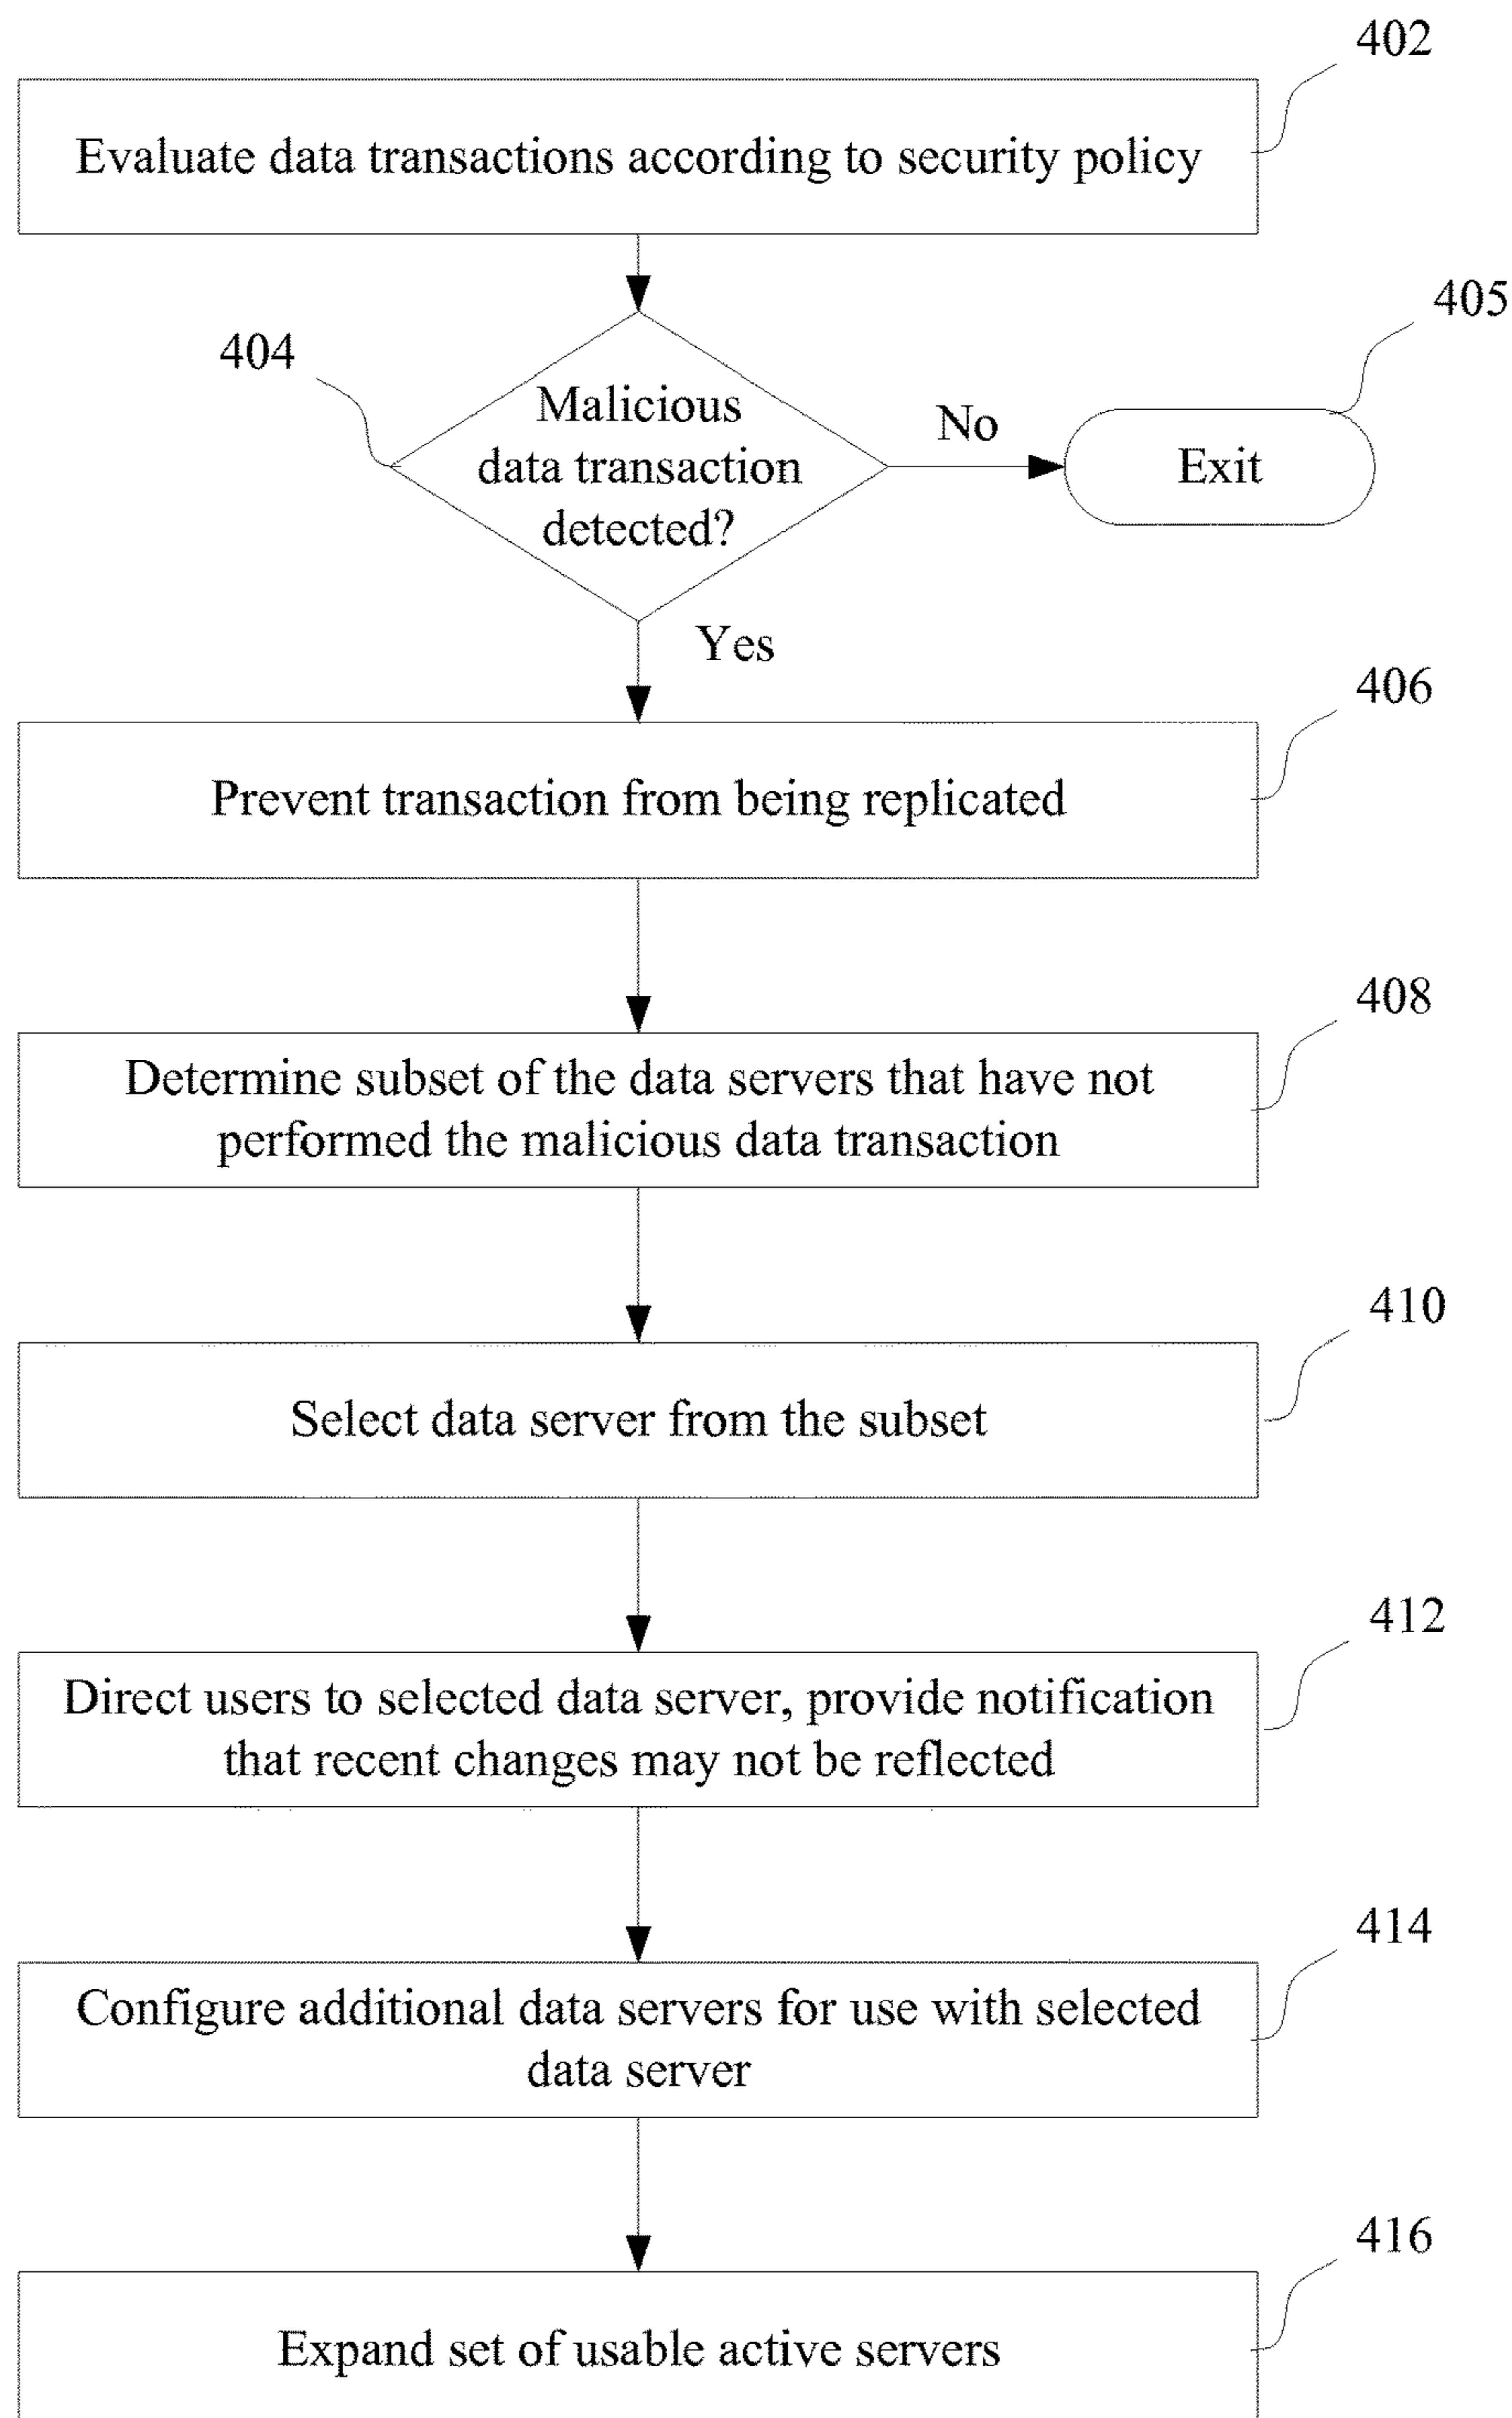 402
Evaluate data transactions according to security policy
405
404
Malicious
data transaction
detected?
No
Exit
Yes
406
Prevent transaction from being replicated
408
Determine subset of the data servers that have not
performed the malicious data transaction
410
Select data server from the subset
412
Direct users to selected data server, provide notification
that recent changes may not be reflected
414
Configure additional data servers for use with selected
data server
416
Expand set of usable active servers